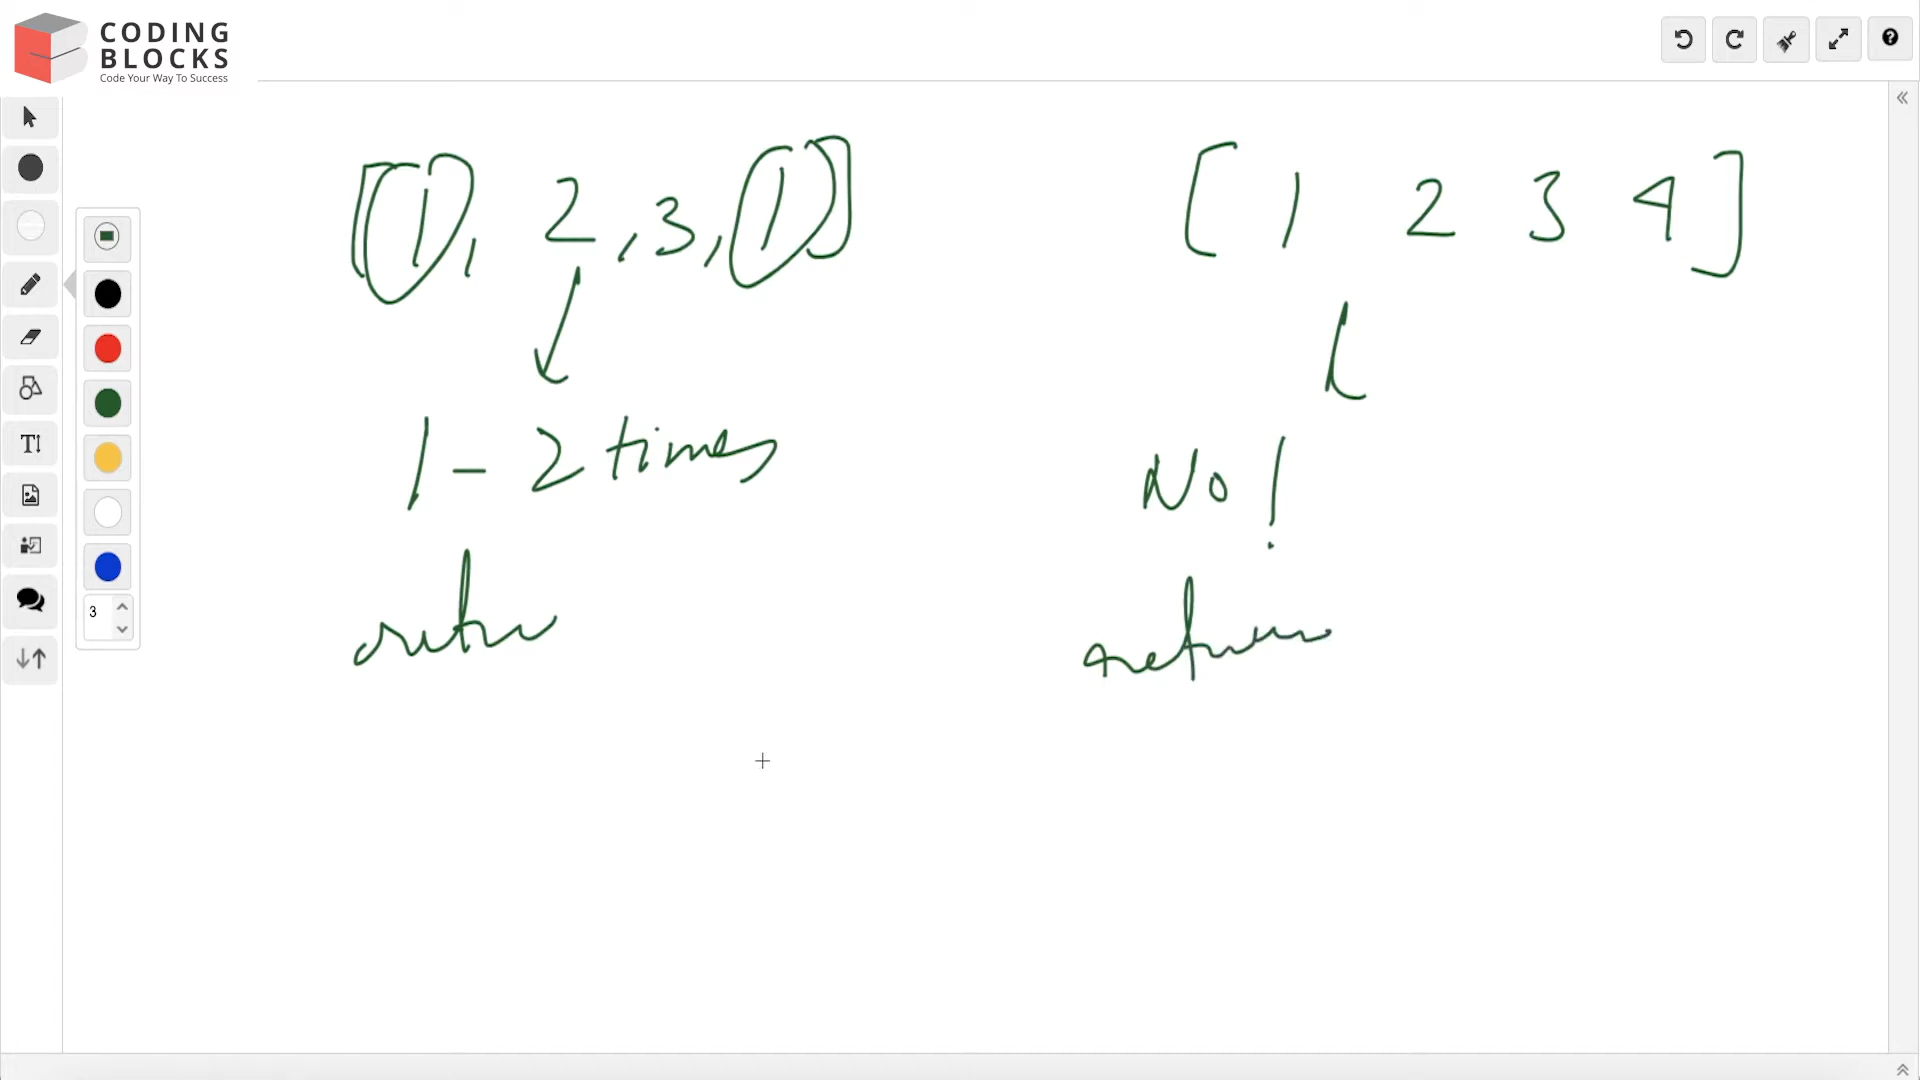 CODING
BLOCKS
Code Your Way To Success
[1, 2, 3, 1]
[1 2 3 4]
1 - 2 times
No!
return
3